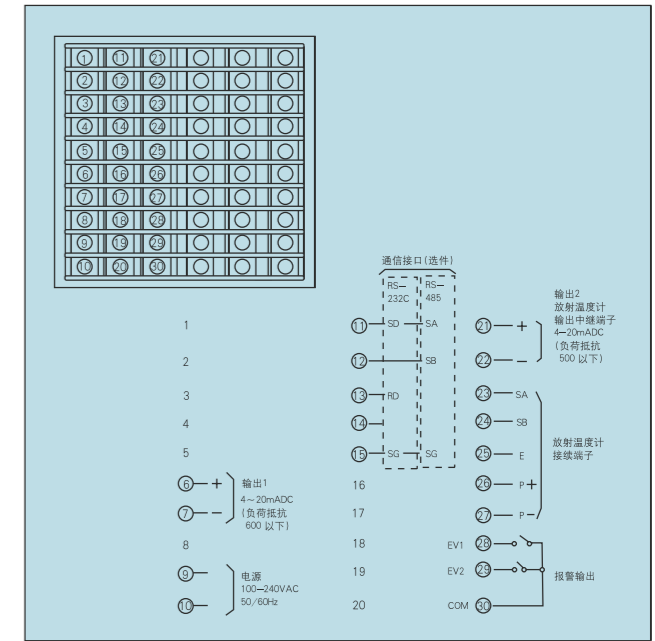 ① ⑪ ㉑
② ⑫ ㉒
③ ⑬ ㉓
④ ⑭ ㉔
⑤ ⑮ ㉕
⑥ ⑯ ㉖
⑦ ⑰ ㉗
⑧ ⑱ ㉘
⑨ ⑲ ㉙
⑩ ⑳ ㉚
通信接口(选件)
RS—
232C
RS—
485
1
2
3
4
5
⑥ +
⑦ —
输出1
4～20mADC
(负荷抵抗
600 以下)
8
⑨
⑩
电源
100—240VAC
50/60Hz
⑪ SD SA
⑫ SB
⑬ RD
⑭
⑮ SG SG
16
17
18
19
20
㉑ +
㉒ —
输出2
放射温度计
输出中继端子
4—20mADC
(负荷抵抗
500 以下)
㉓ SA
㉔ SB
㉕ E
㉖ P+
㉗ P—
放射温度计
接续端子
EV1 ㉘
EV2 ㉙
COM ㉚
报警输出